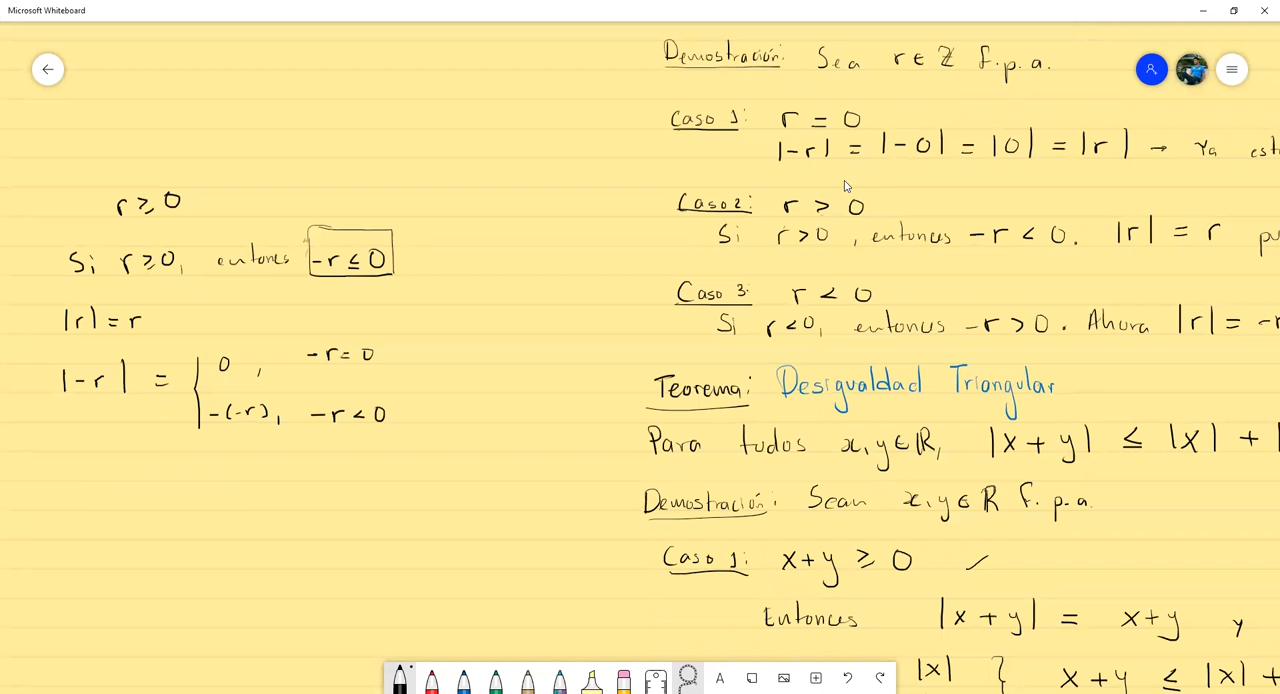 Microsoft Whiteboard
r ≥ 0
Si r ≥ 0, entonces -r ≤ 0
|r| = r
|-r| = { 0 , -r = 0
-(-r), -r < 0
Demostración: Sea r ∈ ℤ f.p.a.
Caso 1: r = 0
|-r| = |-0| = |0| = |r| → Ya est
Caso 2: r > 0
Si r > 0 , entonces -r < 0. |r| = r
Caso 3: r < 0
Si r < 0, entonces -r > 0. Ahora |r| = -r
Teorema: Desigualdad Triangular
Para todos x, y ∈ ℝ, |x + y| ≤ |x| + |
Demostración: Sean x, y ∈ ℝ f.p.a.
Caso 1: x + y ≥ 0
Entonces |x + y| = x + y y
|x| } x + y ≤ |x| +
A